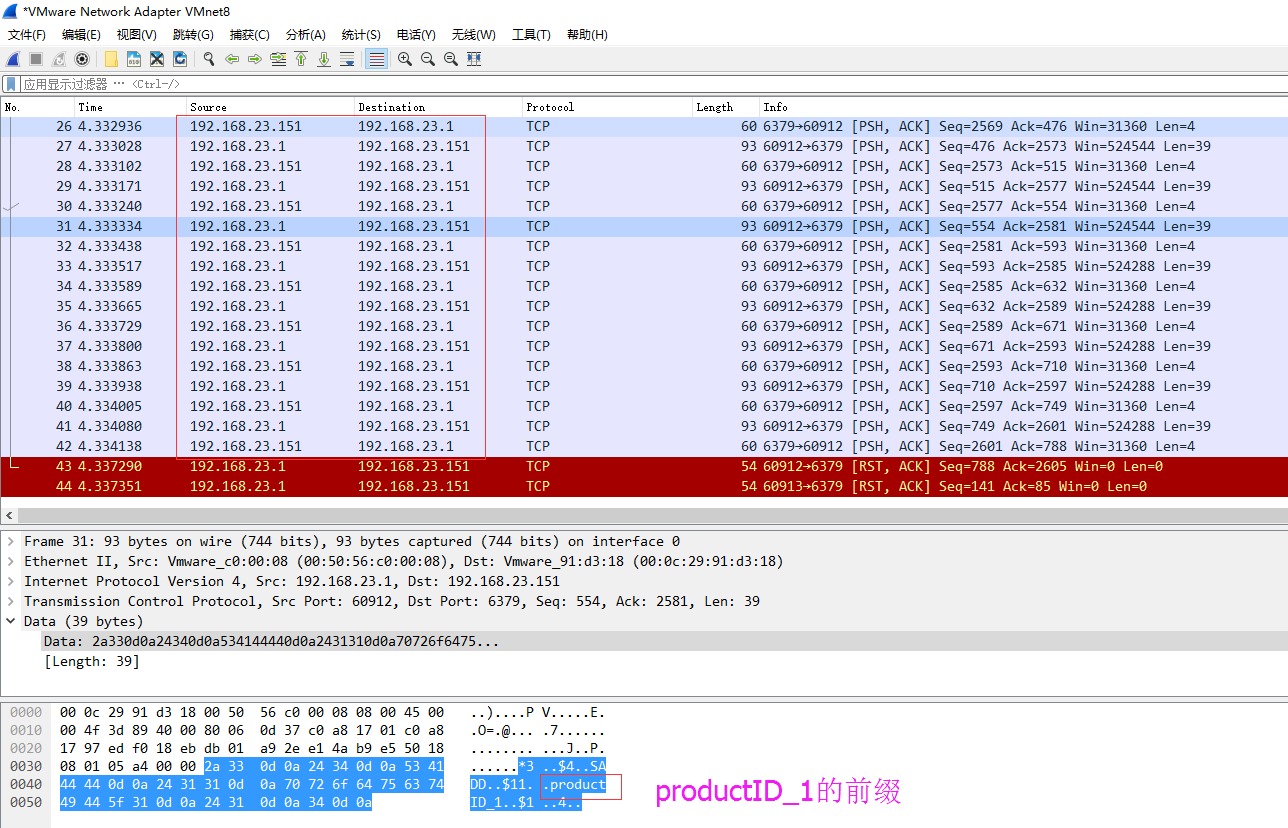 *VMware Network Adapter VMnet8
文件(F) 编辑(E) 视图(V) 跳转(G) 捕获(C) 分析(A) 统计(S) 电话(Y) 无线(W) 工具(T) 帮助(H)
应用显示过滤器 … <Ctrl-/>
No. Time Source Destination Protocol Length Info
26 4.332936 192.168.23.151 192.168.23.1 TCP 60 6379→60912 [PSH, ACK] Seq=2569 Ack=476 Win=31360 Len=4
27 4.333028 192.168.23.1 192.168.23.151 TCP 93 60912→6379 [PSH, ACK] Seq=476 Ack=2573 Win=524544 Len=39
28 4.333102 192.168.23.151 192.168.23.1 TCP 60 6379→60912 [PSH, ACK] Seq=2573 Ack=515 Win=31360 Len=4
29 4.333171 192.168.23.1 192.168.23.151 TCP 93 60912→6379 [PSH, ACK] Seq=515 Ack=2577 Win=524544 Len=39
30 4.333240 192.168.23.151 192.168.23.1 TCP 60 6379→60912 [PSH, ACK] Seq=2577 Ack=554 Win=31360 Len=4
31 4.333334 192.168.23.1 192.168.23.151 TCP 93 60912→6379 [PSH, ACK] Seq=554 Ack=2581 Win=524544 Len=39
32 4.333438 192.168.23.151 192.168.23.1 TCP 60 6379→60912 [PSH, ACK] Seq=2581 Ack=593 Win=31360 Len=4
33 4.333517 192.168.23.1 192.168.23.151 TCP 93 60912→6379 [PSH, ACK] Seq=593 Ack=2585 Win=524288 Len=39
34 4.333589 192.168.23.151 192.168.23.1 TCP 60 6379→60912 [PSH, ACK] Seq=2585 Ack=632 Win=31360 Len=4
35 4.333665 192.168.23.1 192.168.23.151 TCP 93 60912→6379 [PSH, ACK] Seq=632 Ack=2589 Win=524288 Len=39
36 4.333729 192.168.23.151 192.168.23.1 TCP 60 6379→60912 [PSH, ACK] Seq=2589 Ack=671 Win=31360 Len=4
37 4.333800 192.168.23.1 192.168.23.151 TCP 93 60912→6379 [PSH, ACK] Seq=671 Ack=2593 Win=524288 Len=39
38 4.333863 192.168.23.151 192.168.23.1 TCP 60 6379→60912 [PSH, ACK] Seq=2593 Ack=710 Win=31360 Len=4
39 4.333938 192.168.23.1 192.168.23.151 TCP 93 60912→6379 [PSH, ACK] Seq=710 Ack=2597 Win=524288 Len=39
40 4.334005 192.168.23.151 192.168.23.1 TCP 60 6379→60912 [PSH, ACK] Seq=2597 Ack=749 Win=31360 Len=4
41 4.334080 192.168.23.1 192.168.23.151 TCP 93 60912→6379 [PSH, ACK] Seq=749 Ack=2601 Win=524288 Len=39
42 4.334138 192.168.23.151 192.168.23.1 TCP 60 6379→60912 [PSH, ACK] Seq=2601 Ack=788 Win=31360 Len=4
43 4.337290 192.168.23.1 192.168.23.151 TCP 54 60912→6379 [RST, ACK] Seq=788 Ack=2605 Win=0 Len=0
44 4.337351 192.168.23.1 192.168.23.151 TCP 54 60913→6379 [RST, ACK] Seq=141 Ack=85 Win=0 Len=0
Frame 31: 93 bytes on wire (744 bits), 93 bytes captured (744 bits) on interface 0
Ethernet II, Src: Vmware_c0:00:08 (00:50:56:c0:00:08), Dst: Vmware_91:d3:18 (00:0c:29:91:d3:18)
Internet Protocol Version 4, Src: 192.168.23.1, Dst: 192.168.23.151
Transmission Control Protocol, Src Port: 60912, Dst Port: 6379, Seq: 554, Ack: 2581, Len: 39
Data (39 bytes)
Data: 2a330d0a24340d0a534144440d0a2431310d0a70726f6475...
[Length: 39]
0000 00 0c 29 91 d3 18 00 50 56 c0 00 08 08 00 45 00 ..)....P V.....E.
0010 00 4f 3d 89 40 00 80 06 0d 37 c0 a8 17 01 c0 a8 .O=.@... .7......
0020 17 97 ed f0 18 eb db 01 a9 2e e1 4a b9 e5 50 18 ........ ...J..P.
0030 08 01 05 a4 00 00 2a 33 0d 0a 24 34 0d 0a 53 41 ......*3 ..$4..SA
0040 44 44 0d 0a 24 31 31 0d 0a 70 72 6f 64 75 63 74 DD..$11. .product
0050 49 44 5f 31 0d 0a 24 31 0d 0a 34 0d 0a ID_1..$1 ..4..
productID_1的前缀